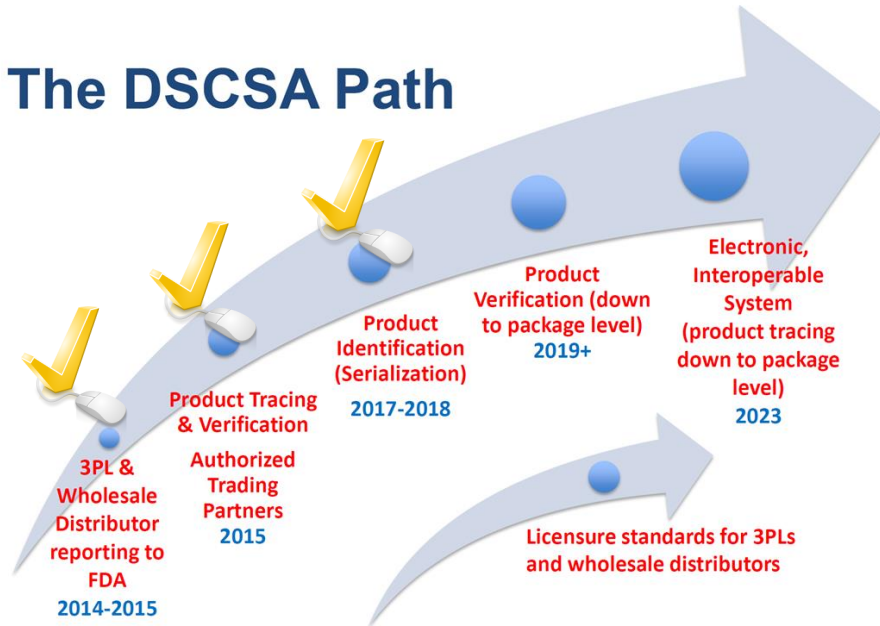 The DSCSA Path
3PL &
Wholesale
Distributor
reporting to
FDA
2014-2015
Product Tracing
& Verification
Authorized
Trading
Partners
2015
Product
Identification
(Serialization)
2017-2018
Product
Verification (down
to package level)
2019+
Electronic,
Interoperable
System
(product tracing
down to package
level)
2023
Licensure standards for 3PLs
and wholesale distributors